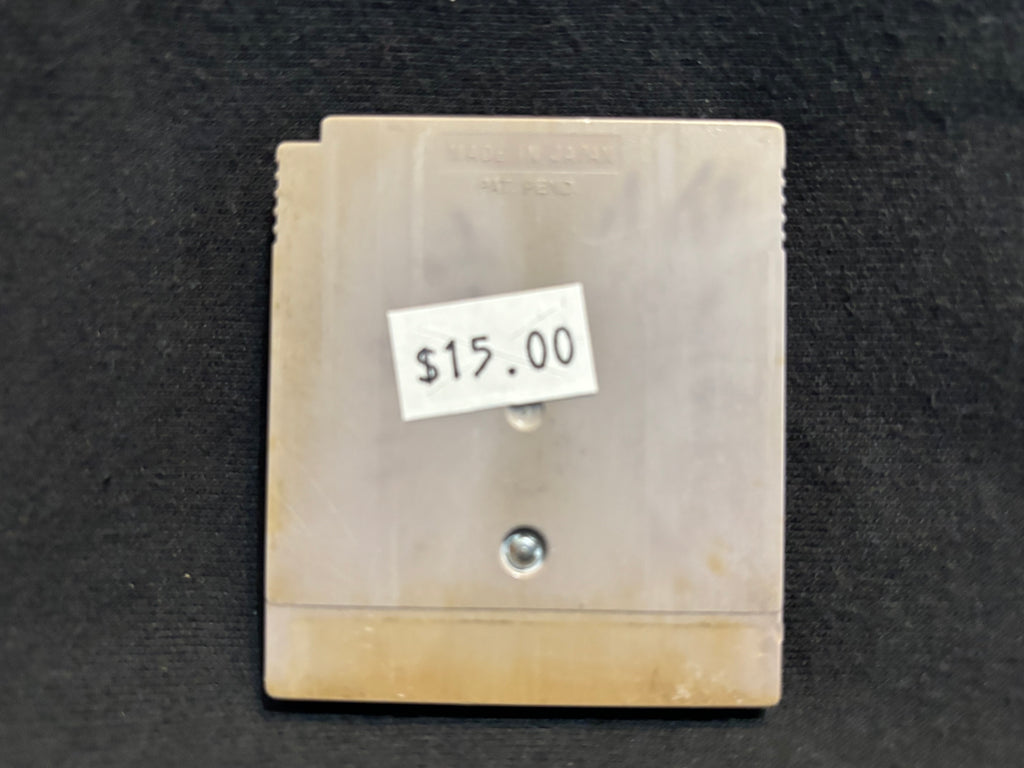 MADE IN JAPAN
PAT. PEND.
$15.00